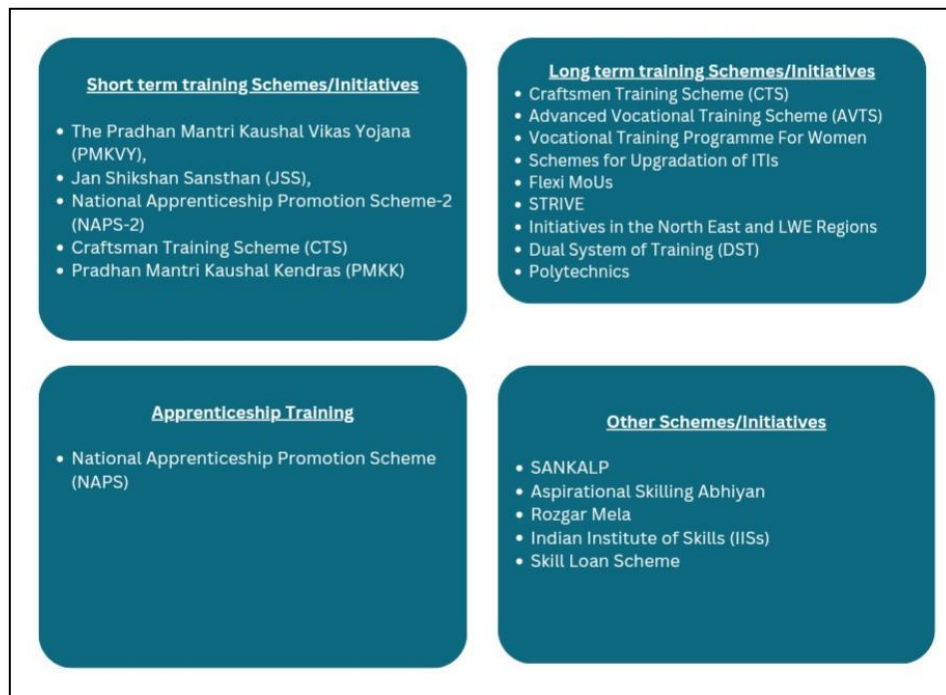 Short term training Schemes/Initiatives
• The Pradhan Mantri Kaushal Vikas Yojana
(PMKVY),
• Jan Shikshan Sansthan (JSS),
• National Apprenticeship Promotion Scheme-2
(NAPS-2)
• Craftsman Training Scheme (CTS)
• Pradhan Mantri Kaushal Kendras (PMKK)
Long term training Schemes/Initiatives
• Craftsmen Training Scheme (CTS)
• Advanced Vocational Training Scheme (AVTS)
• Vocational Training Programme For Women
• Schemes for Upgradation of ITIs
• Flexi MoUs
• STRIVE
• Initiatives in the North East and LWE Regions
• Dual System of Training (DST)
• Polytechnics
Apprenticeship Training
• National Apprenticeship Promotion Scheme
(NAPS)
Other Schemes/Initiatives
• SANKALP
• Aspirational Skilling Abhiyan
• Rozgar Mela
• Indian Institute of Skills (IISs)
• Skill Loan Scheme